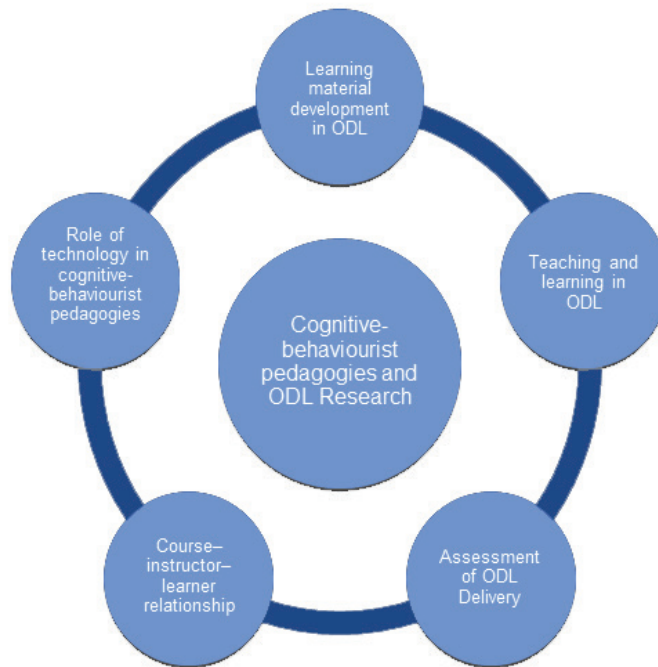 Learning
material
development
in ODL
Role of
technology in
cognitive-
behaviourist
pedagogies
Teaching and
learning in
ODL
Cognitive-
behaviourist
pedagogies and
ODL Research
Course–
instructor–
learner
relationship
Assessment
of ODL
Delivery